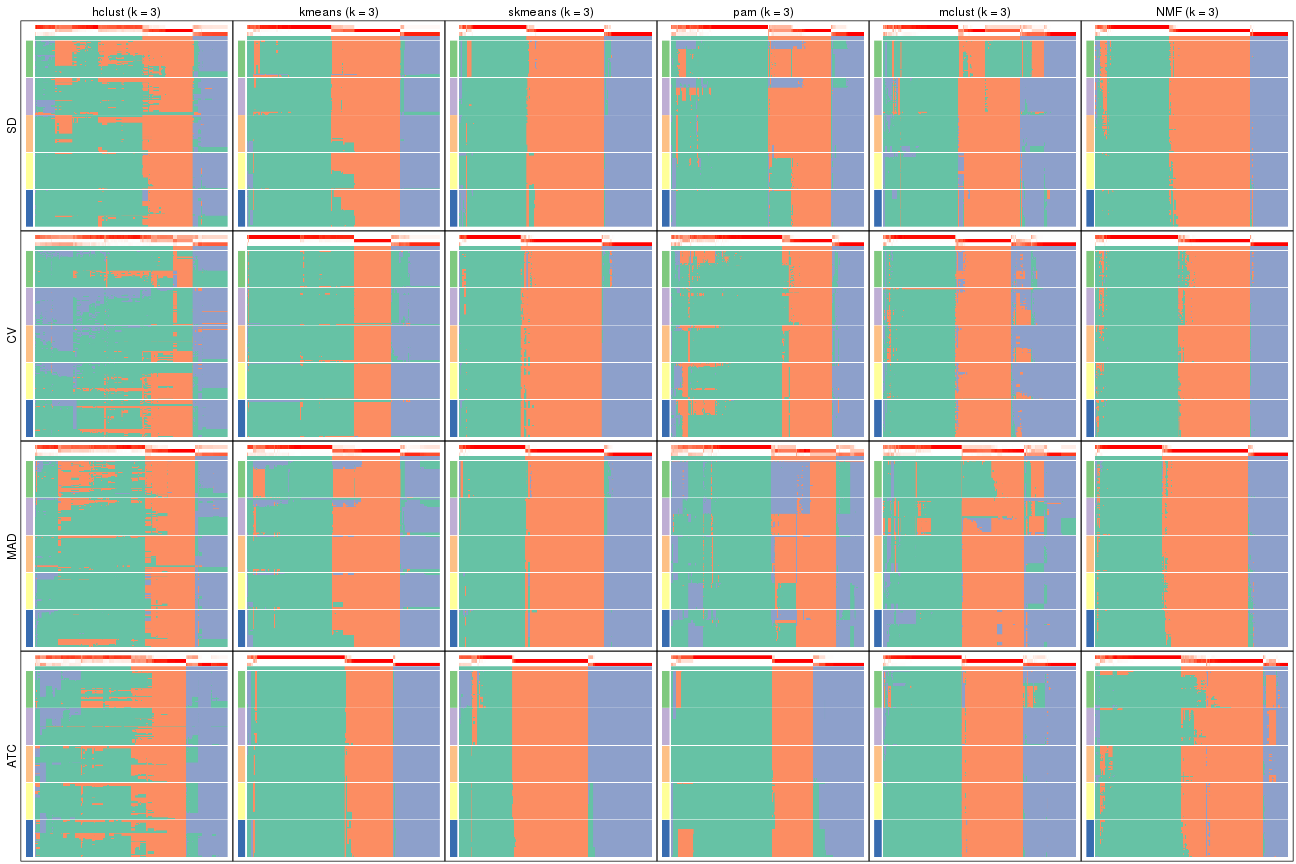 hclust (k = 3)
kmeans (k = 3)
skmeans (k = 3)
pam (k = 3)
mclust (k = 3)
NMF (k = 3)
SD
CV
MAD
ATC